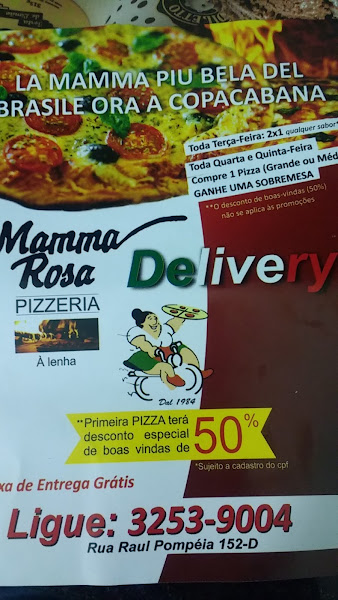 LA MAMMA PIU BELA DEL
BRASILE ORA A COPACABANA
Toda Terça-Feira: 2x1 qualquer sabor*
Toda Quarta e Quinta-Feira
Compre 1 Pizza (Grande ou Méd
GANHE UMA SOBREMESA
**O desconto de boas-vindas (50%)
não se aplica às promoções
Mamma
Rosa
PIZZERIA
À lenha
Delivery
Dal 1984
**Primeira PIZZA terá
desconto especial
de boas vindas de
50%
*Sujeito a cadastro do cpf
xa de Entrega Grátis
Ligue: 3253-9004
Rua Raul Pompéia 152-D